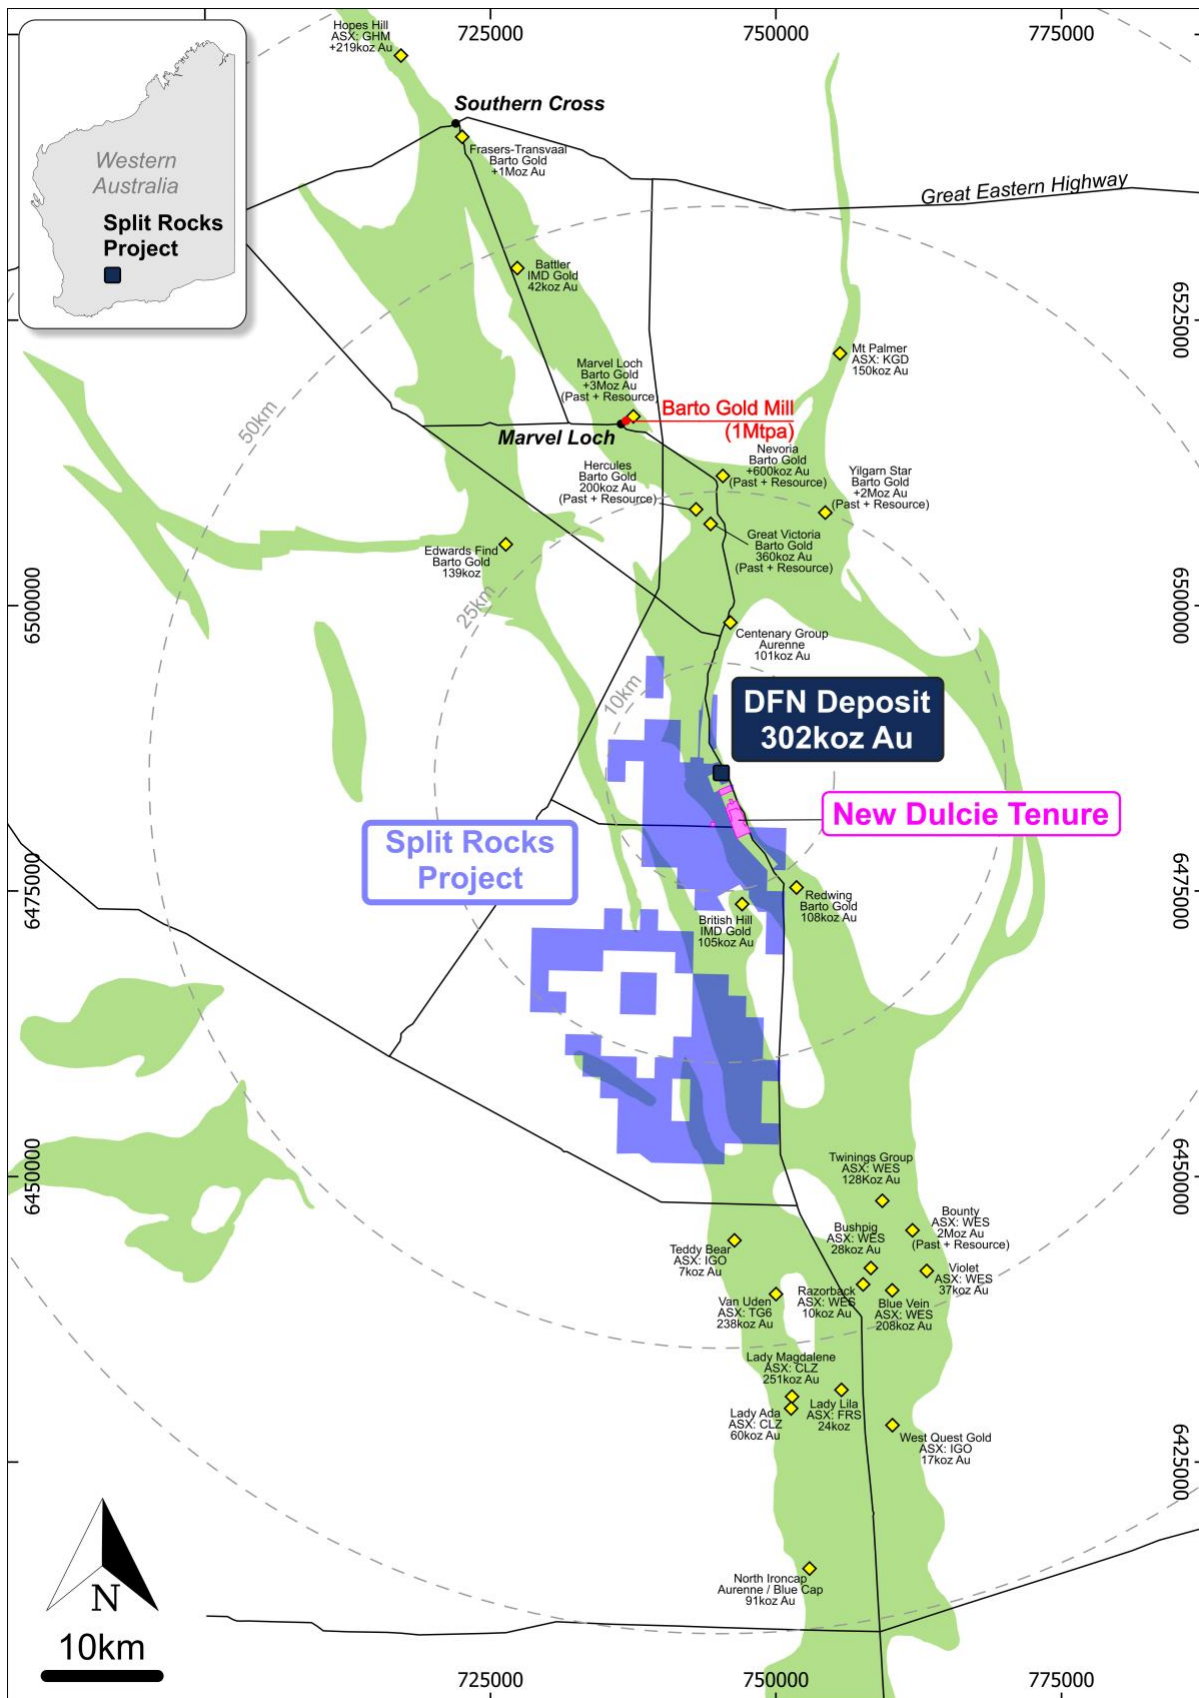 725000
750000
775000
Hopes Hill
ASX: GHM
+219koz Au
Southern Cross
Frasers-Transvaal
Barto Gold
+1Moz Au
Great Eastern Highway
Western
Australia
Split Rocks
Project
Battler
IMD Gold
42koz Au
6525000
Mt Palmer
ASX: KGD
150koz Au
Marvel Loch
Barto Gold
+3Moz Au
(Past + Resource)
Barto Gold Mill
(1Mtpa)
50km
Marvel Loch
Nevoria
Barto Gold
+600koz Au
(Past + Resource)
Hercules
Barto Gold
200koz Au
(Past + Resource)
Yilgarn Star
Barto Gold
+2Moz Au
(Past + Resource)
Great Victoria
Barto Gold
360koz Au
(Past + Resource)
Edwards Find
Barto Gold
139koz
25km
6500000
6500000
Centenary Group
Aurenne
101koz Au
10km
DFN Deposit
302koz Au
New Dulcie Tenure
Split Rocks
Project
6475000
6475000
Redwing
Barto Gold
108koz Au
British Hill
IMD Gold
105koz Au
6450000
6450000
Twinings Group
ASX: WES
128Koz Au
Bounty
ASX: WES
2Moz Au
(Past + Resource)
Bushpig
ASX: WES
28koz Au
Teddy Bear
ASX: IGO
7koz Au
Violet
ASX: WES
37koz Au
Razorback
ASX: WES
10koz Au
Van Uden
ASX: TG6
238koz Au
Blue Vein
ASX: WES
208koz Au
Lady Magdalene
ASX: CLZ
251koz Au
Lady Ada
ASX: CLZ
60koz Au
Lady Lila
ASX: FRS
24koz
West Quest Gold
ASX: IGO
17koz Au
6425000
North Ironcap
Aurenne / Blue Cap
91koz Au
N
10km
725000
750000
775000